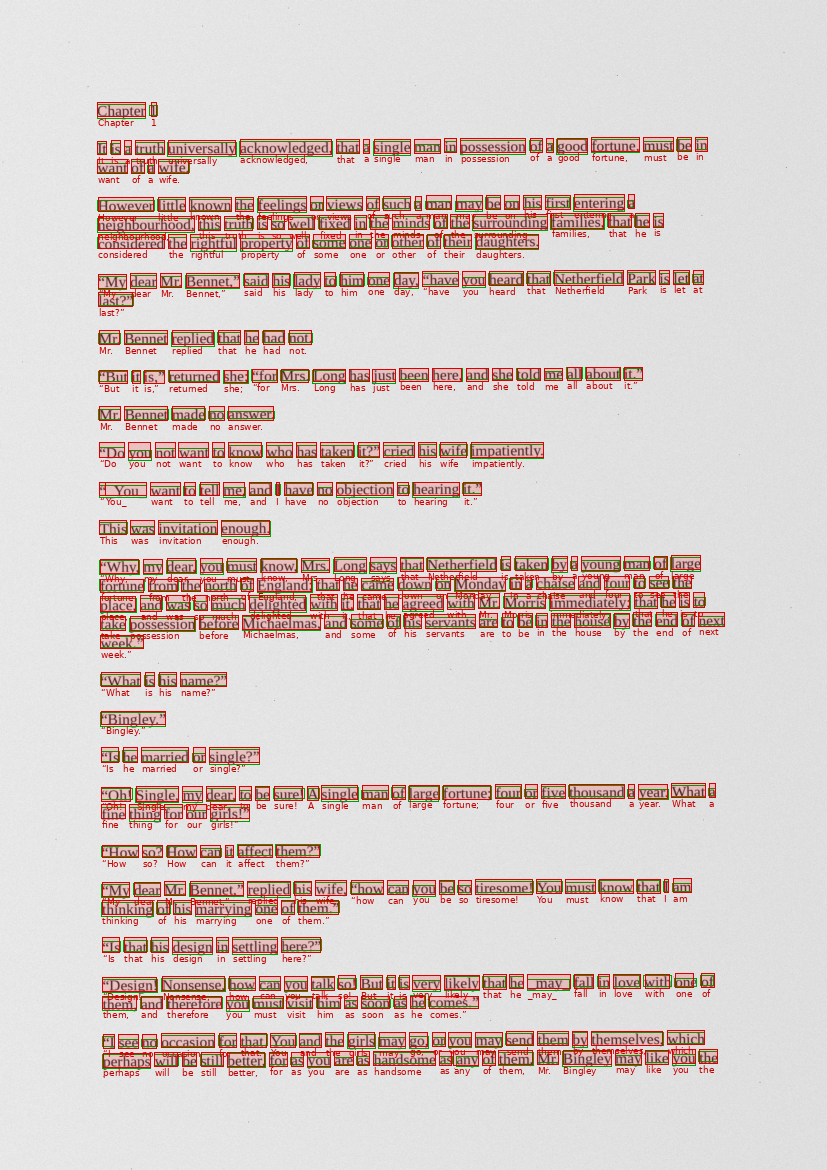 Chapter 1
It is a truth universally acknowledged, that a single man in possession of a good fortune, must be in
want of a wife.
However little known the feelings or views of such a man may be on his first entering a
neighbourhood, this truth is so well fixed in the minds of the surrounding families, that he is
considered the rightful property of some one or other of their daughters.
“My dear Mr. Bennet,” said his lady to him one day, “have you heard that Netherfield Park is let at
last?”
Mr. Bennet replied that he had not.
“But it is,” returned she; “for Mrs. Long has just been here, and she told me all about it.”
Mr. Bennet made no answer.
“Do you not want to know who has taken it?” cried his wife impatiently.
“_You_ want to tell me, and I have no objection to hearing it.”
This was invitation enough.
“Why, my dear, you must know, Mrs. Long says that Netherfield is taken by a young man of large
fortune from the north of England; that he came down on Monday in a chaise and four to see the
place, and was so much delighted with it, that he agreed with Mr. Morris immediately; that he is to
take possession before Michaelmas, and some of his servants are to be in the house by the end of next
week.”
“What is his name?”
“Bingley.”
“Is he married or single?”
“Oh! Single, my dear, to be sure! A single man of large fortune; four or five thousand a year. What a
fine thing for our girls!”
“How so? How can it affect them?”
“My dear Mr. Bennet,” replied his wife, “how can you be so tiresome! You must know that I am
thinking of his marrying one of them.”
“Is that his design in settling here?”
“Design! Nonsense, how can you talk so! But it is very likely that he _may_ fall in love with one of
them, and therefore you must visit him as soon as he comes.”
“I see no occasion for that. You and the girls may go, or you may send them by themselves, which
perhaps will be still better, for as you are as handsome as any of them, Mr. Bingley may like you the